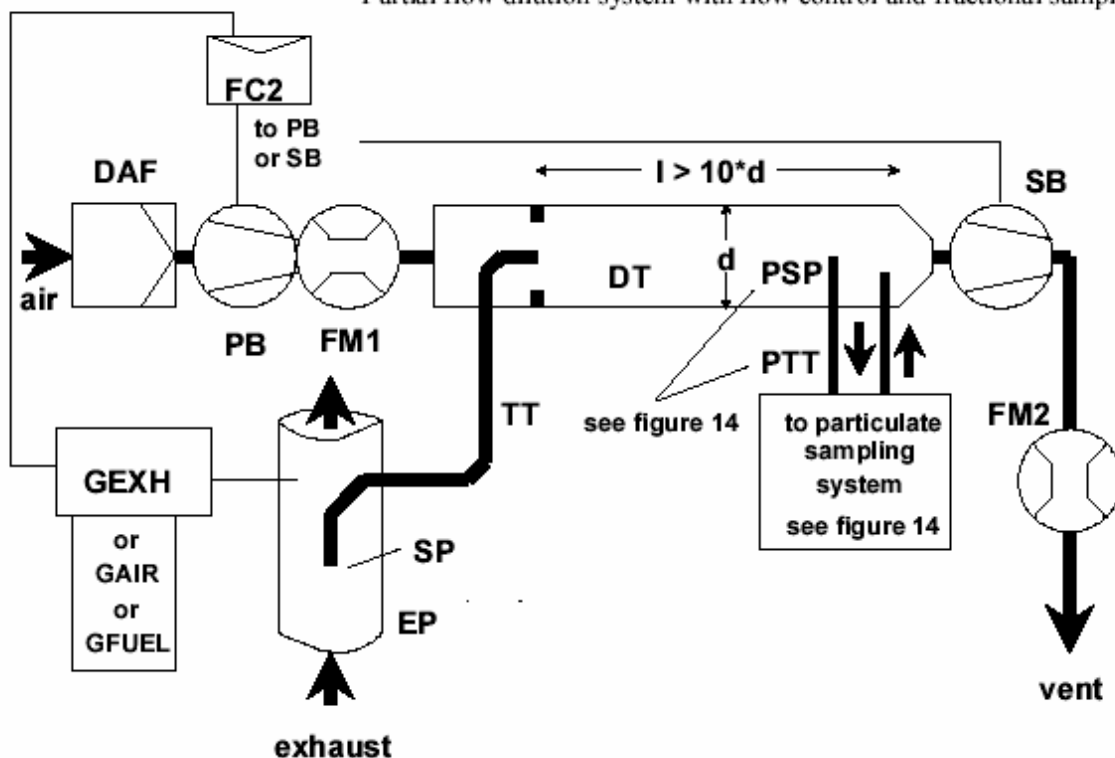 Partial flow dilution system with flow control and fractional sampl
FC2
to PB
or SB
DAF
l > 10*d
SB
air
d
DT
PSP
PB
FM1
PTT
TT
see figure 14
to particulate
sampling
system
see figure 14
FM2
GEXH
or
GAIR
or
GFUEL
SP
EP
vent
exhaust